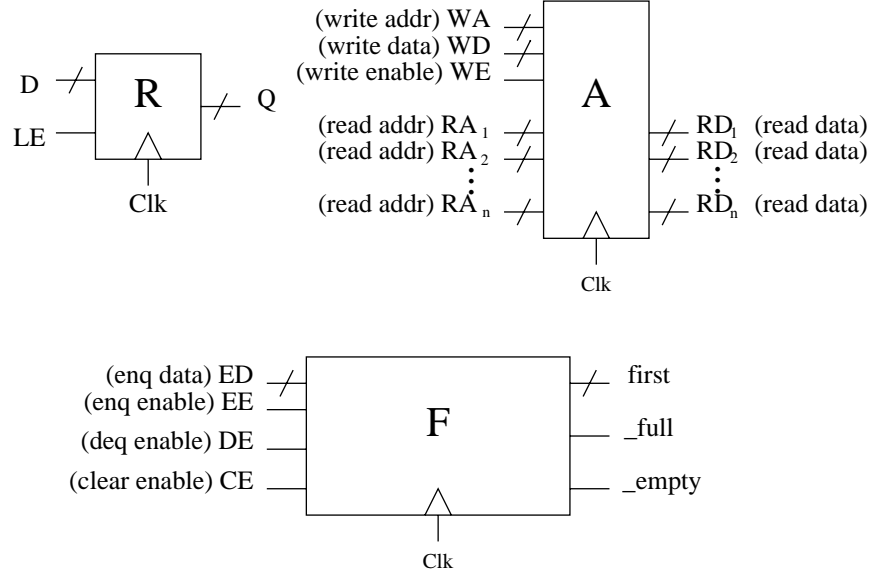 D
LE
R
Q
Clk
(write addr) WA
(write data) WD
(write enable) WE
A
(read addr) RA 1
(read addr) RA 2
(read addr) RA n
RD1 (read data)
RD2 (read data)
RDn (read data)
Clk
(enq data) ED
(enq enable) EE
(deq enable) DE
(clear enable) CE
F
first
_full
_empty
Clk